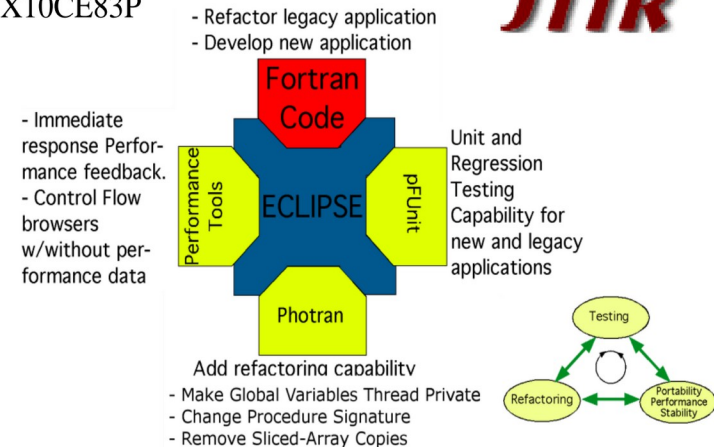 X10CE83P
- Refactor legacy application
- Develop new application
Fortran
Code
- Immediate
response Perfor-
mance feedback.
- Control Flow
browsers
w/without per-
formance data
Performance
Tools
ECLIPSE
pFUnit
Unit and
Regression
Testing
Capability for
new and legacy
applications
Photran
Add refactoring capability
- Make Global Variables Thread Private
- Change Procedure Signature
- Remove Sliced-Array Copies
Testing
Refactoring
Portability
Performance
Stability